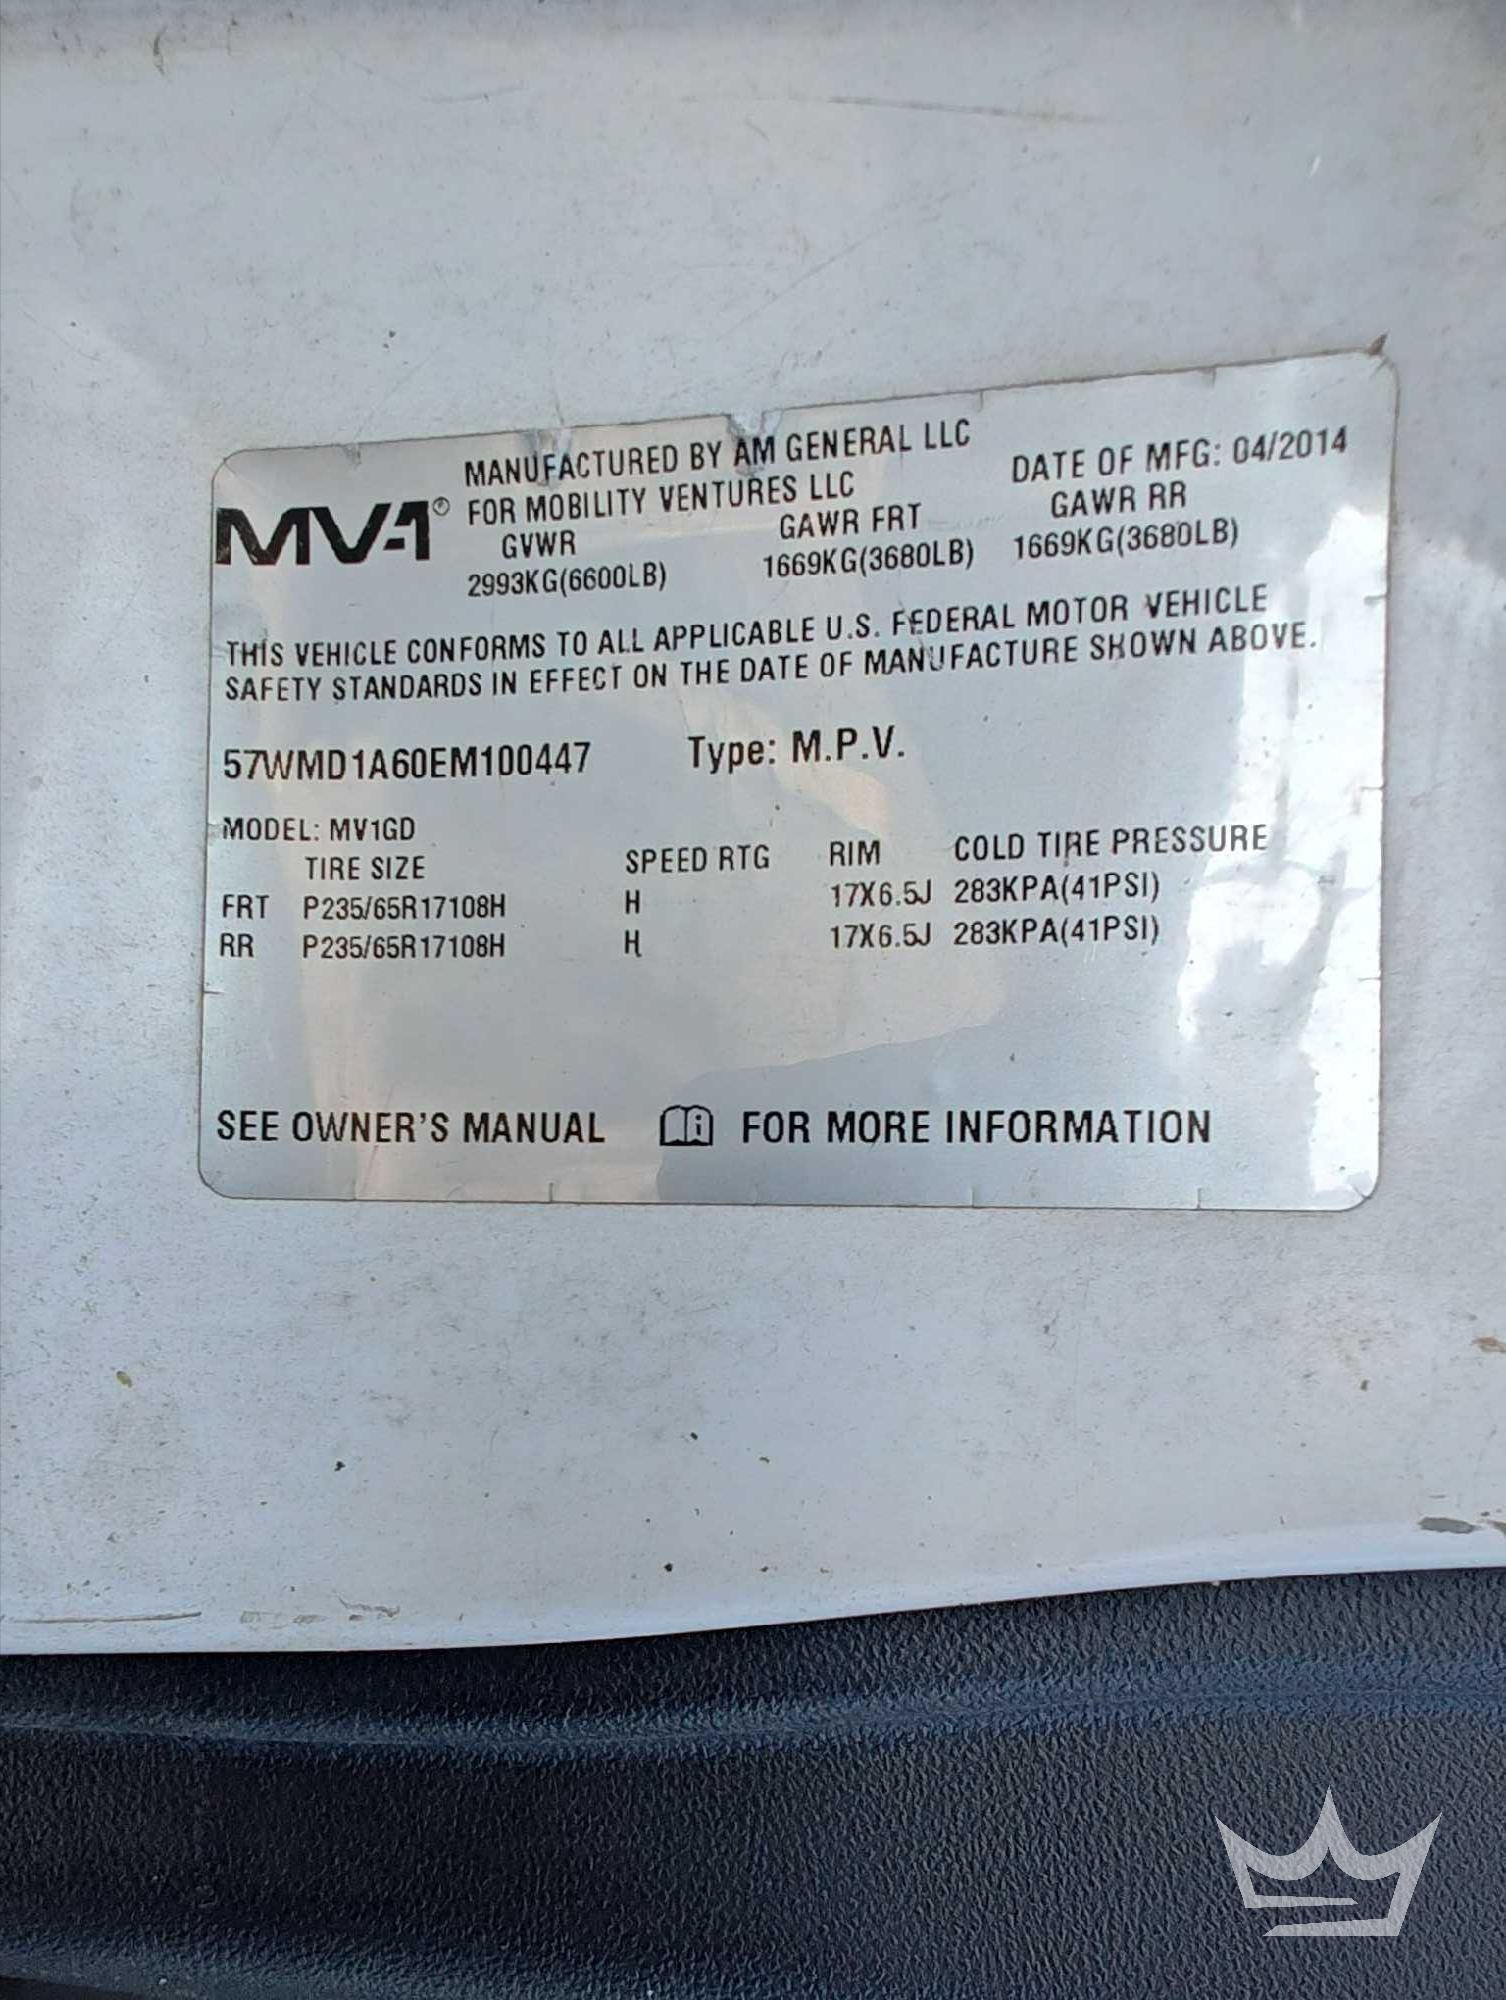 MV-1® MANUFACTURED BY AM GENERAL LLC
FOR MOBILITY VENTURES LLC
DATE OF MFG: 04/2014
GVWR GAWR FRT GAWR RR
2993KG(6600LB) 1669KG(3680LB) 1669KG(3680LB)
THIS VEHICLE CONFORMS TO ALL APPLICABLE U.S. FEDERAL MOTOR VEHICLE
SAFETY STANDARDS IN EFFECT ON THE DATE OF MANUFACTURE SHOWN ABOVE.
57WMD1A60EM100447 Type: M.P.V.
MODEL: MV1GD
TIRE SIZE SPEED RTG RIM COLD TIRE PRESSURE
FRT P235/65R17108H H 17X6.5J 283KPA(41PSI)
RR P235/65R17108H H 17X6.5J 283KPA(41PSI)
SEE OWNER'S MANUAL FOR MORE INFORMATION